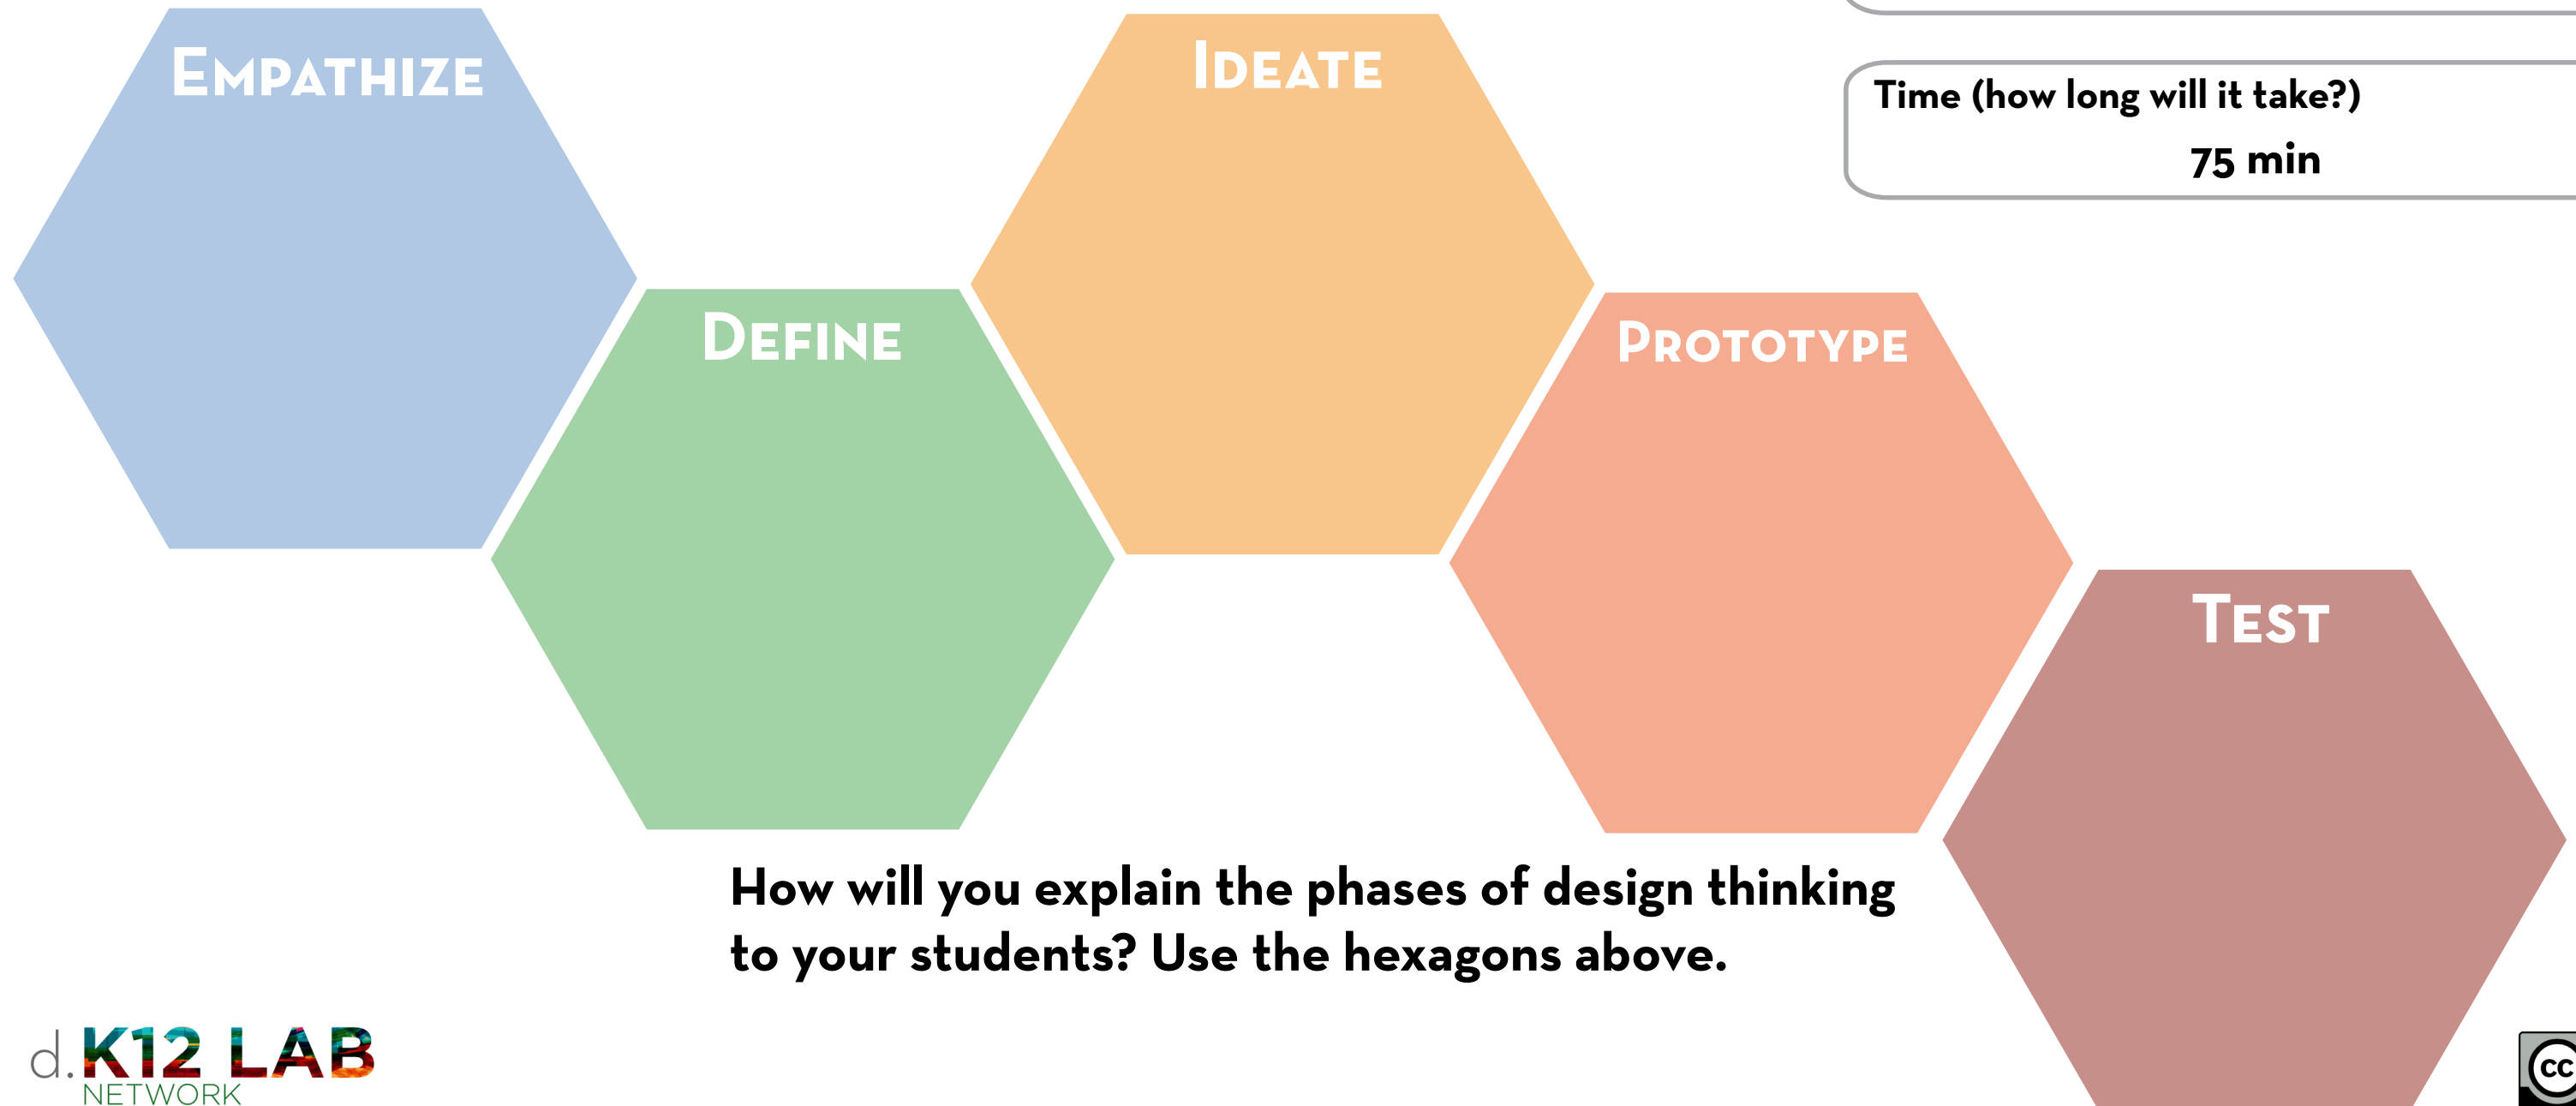 EMPATHIZE
IDEATE
Time (how long will it take?)
75 min
DEFINE
PROTOTYPE
TEST
How will you explain the phases of design thinking
to your students? Use the hexagons above.
d.K12 LAB
NETWORK
cc